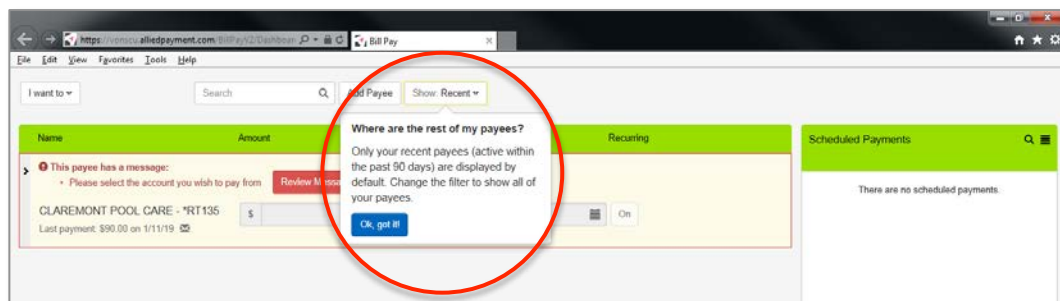 https://vonscu.alliedpayment.com/BillPayV2/Dashboar
Bill Pay
File Edit View Favorites Tools Help
I want to
Search
Add Payee
Show: Recent
Name Amount Recurring
Where are the rest of my payees?
Only your recent payees (active within
the past 90 days) are displayed by
default. Change the filter to show all of
your payees.
Ok, got it!
This payee has a message:
• Please select the account you wish to pay from
Review Messa
CLAREMONT POOL CARE - *RT135
$
On
Last payment: $90.00 on 1/11/19
Scheduled Payments
There are no scheduled payments.